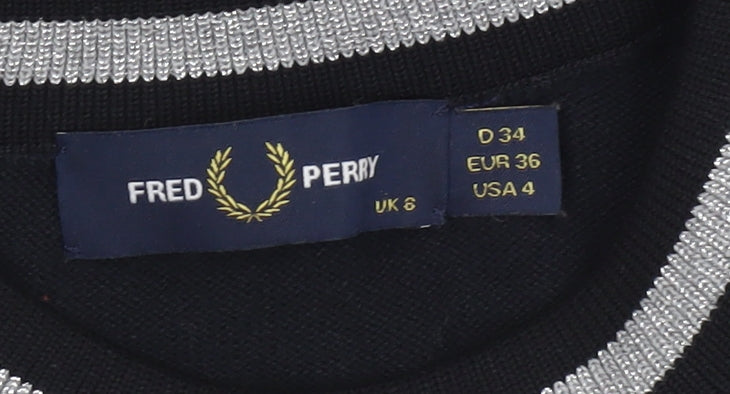 FRED PERRY
UK 8
D 34
EUR 36
USA 4